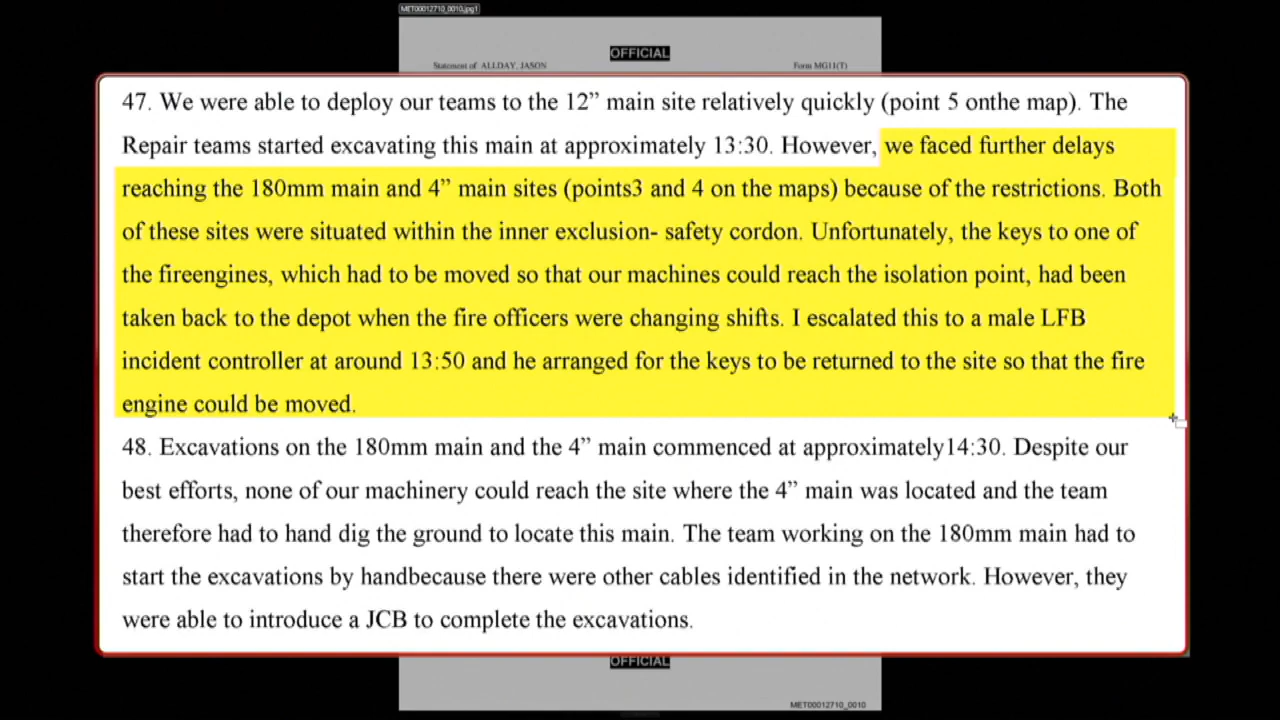 MET00012710_0010.jpg1
OFFICIAL
Statement of ALLDAY, JASON
Form MG11(T)
47. We were able to deploy our teams to the 12” main site relatively quickly (point 5 onthe map). The
Repair teams started excavating this main at approximately 13:30. However, we faced further delays
reaching the 180mm main and 4” main sites (points3 and 4 on the maps) because of the restrictions. Both
of these sites were situated within the inner exclusion- safety cordon. Unfortunately, the keys to one of
the fireengines, which had to be moved so that our machines could reach the isolation point, had been
taken back to the depot when the fire officers were changing shifts. I escalated this to a male LFB
incident controller at around 13:50 and he arranged for the keys to be returned to the site so that the fire
engine could be moved.
48. Excavations on the 180mm main and the 4” main commenced at approximately14:30. Despite our
best efforts, none of our machinery could reach the site where the 4” main was located and the team
therefore had to hand dig the ground to locate this main. The team working on the 180mm main had to
start the excavations by handbecause there were other cables identified in the network. However, they
were able to introduce a JCB to complete the excavations.
OFFICIAL
MET00012710_0010